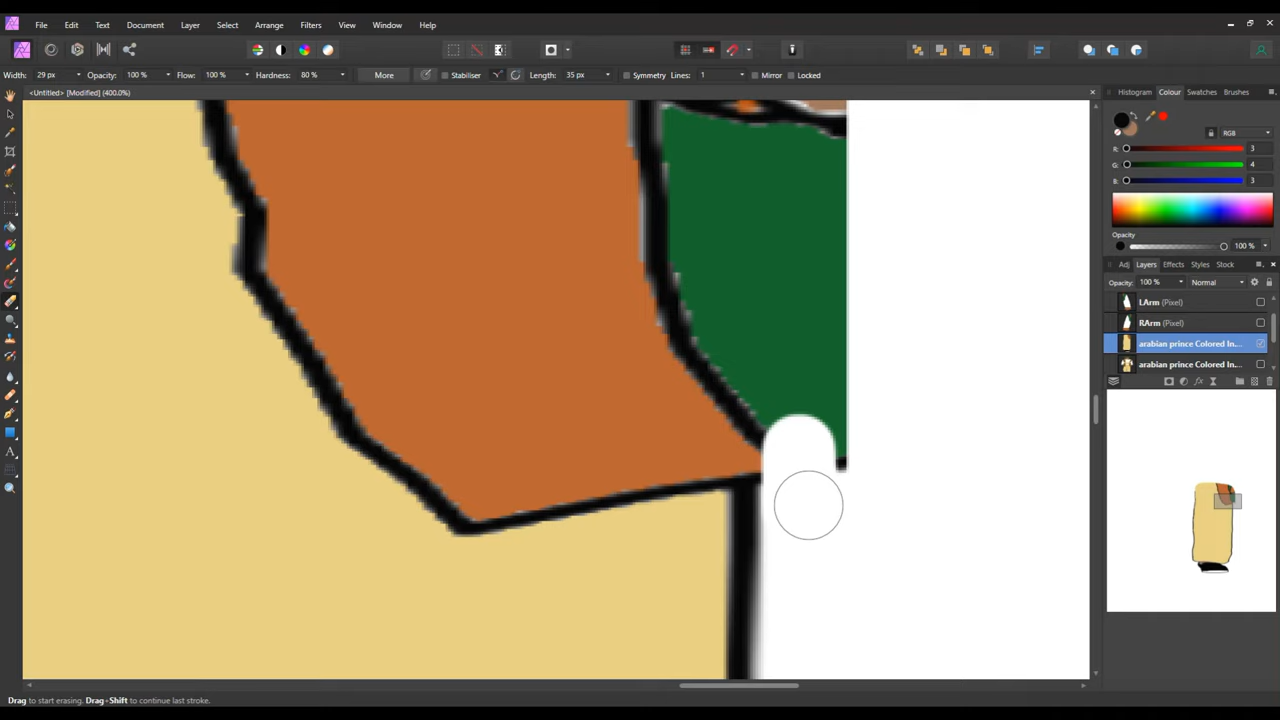 File Edit Text Document Layer Select Arrange Filters View Window Help
Width: 29 px Opacity: 100 % Flow: 100 % Hardness: 80 % More Stabiliser Length: 35 px Symmetry Lines: 1 Mirror Locked
<Untitled> [Modified] (400.0%)
Histogram Colour Swatches Brushes
RGB
R: 3
G: 4
B: 3
Opacity
100 %
Adj Layers Effects Styles Stock
Opacity: 100 % Normal
LArm (Pixel)
RArm (Pixel)
arabian prince Colored In...
arabian prince Colored In...
Drag to start erasing. Drag+Shift to continue last stroke.